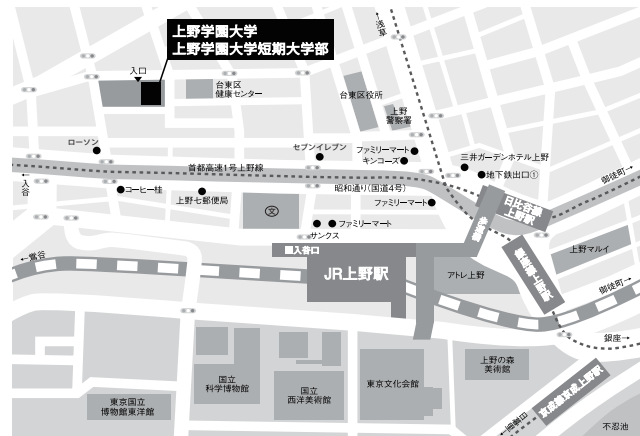 上野学園大学
上野学園大学短期大学部
←浅草
入口
台東区
健康センター
台東区役所
上野
警察署
ローソン
セブンイレブン
ファミリーマート
キンコーズ
三井ガーデンホテル上野
地下鉄出口①
首都高速1号上野線
昭和通り(国道4号)
御徒町→
←入谷
コーヒー桂
上野七郵便局
文
ファミリーマート
日比谷線
上野駅
サンクス
ファミリーマート
歩道橋
銀座線上野駅
上野マルイ
←鶯谷
入谷口
JR上野駅
アトレ上野
御徒町→
銀座→
国立
科学博物館
国立
西洋美術館
東京文化会館
上野の森
美術館
京成線京成上野駅
東京国立
博物館東洋館
←日暮里
不忍池